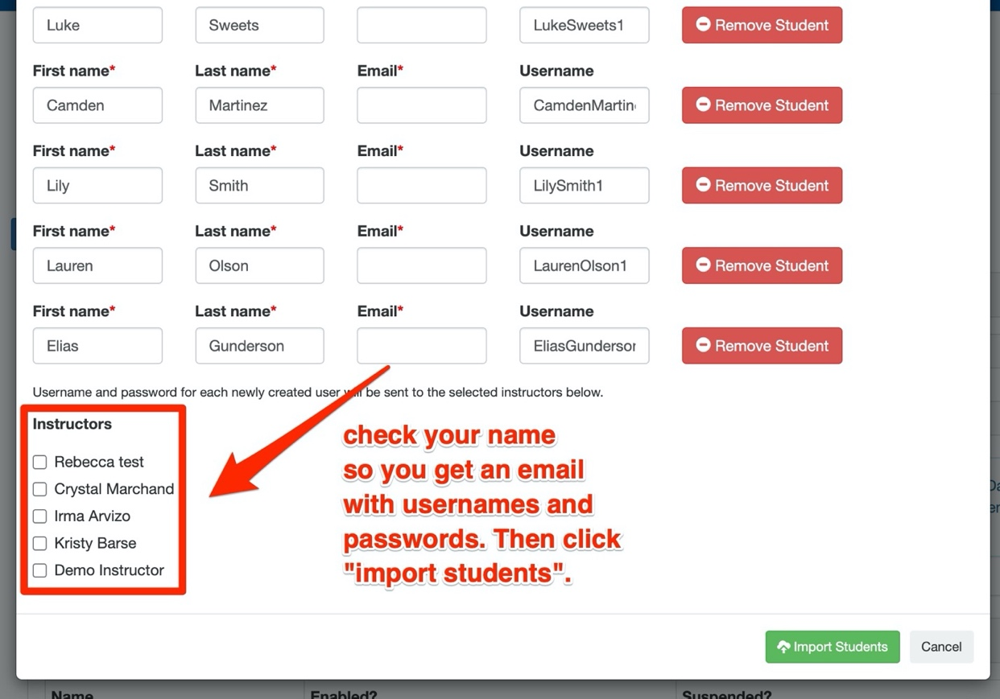 Luke Sweets LukeSweets1 Remove Student
First name* Last name* Email* Username
Camden Martinez CamdenMartin Remove Student
First name* Last name* Email* Username
Lily Smith LilySmith1 Remove Student
First name* Last name* Email* Username
Lauren Olson LaurenOlson1 Remove Student
First name* Last name* Email* Username
Elias Gunderson EliasGunderson Remove Student
Username and password for each newly created user will be sent to the selected instructors below.
Instructors
Rebecca test
Crystal Marchand
Irma Arvizo
Kristy Barse
Demo Instructor
check your name
so you get an email
with usernames and
passwords. Then click
"import students".
Import Students Cancel
Name Enabled? Suspended?